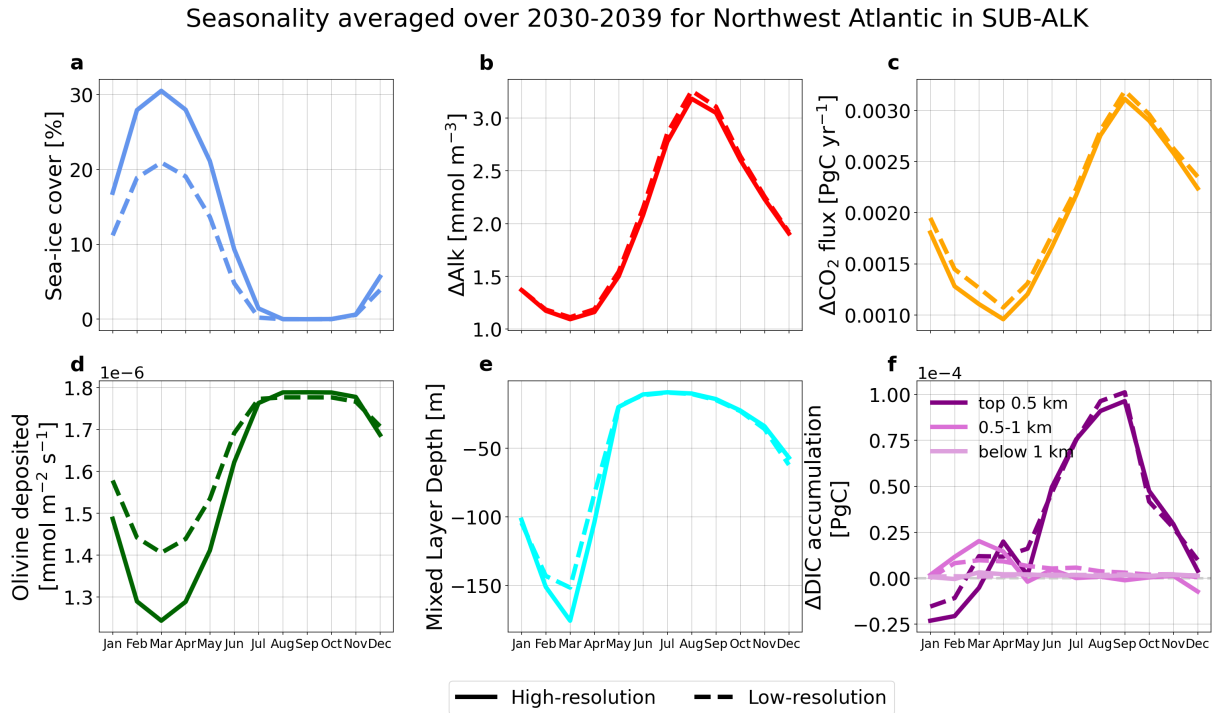 Seasonality averaged over 2030-2039 for Northwest Atlantic in SUB-ALK
a
Sea-ice cover [%]
30
20
10
0
b
ΔAlk [mmol m⁻³]
3.0
2.5
2.0
1.5
1.0
c
ΔCO₂ flux [PgC yr⁻¹]
0.0030
0.0025
0.0020
0.0015
0.0010
d
1e−6
Olivine deposited
[mmol m⁻² s⁻¹]
1.8
1.7
1.6
1.5
1.4
1.3
Jan Feb Mar Apr May Jun Jul Aug Sep Oct Nov Dec
e
Mixed Layer Depth [m]
−50
−100
−150
Jan Feb Mar Apr May Jun Jul Aug Sep Oct Nov Dec
f
1e−4
ΔDIC accumulation
[PgC]
1.00
0.75
0.50
0.25
0.00
−0.25
top 0.5 km
0.5-1 km
below 1 km
Jan Feb Mar Apr May Jun Jul Aug Sep Oct Nov Dec
High-resolution
Low-resolution